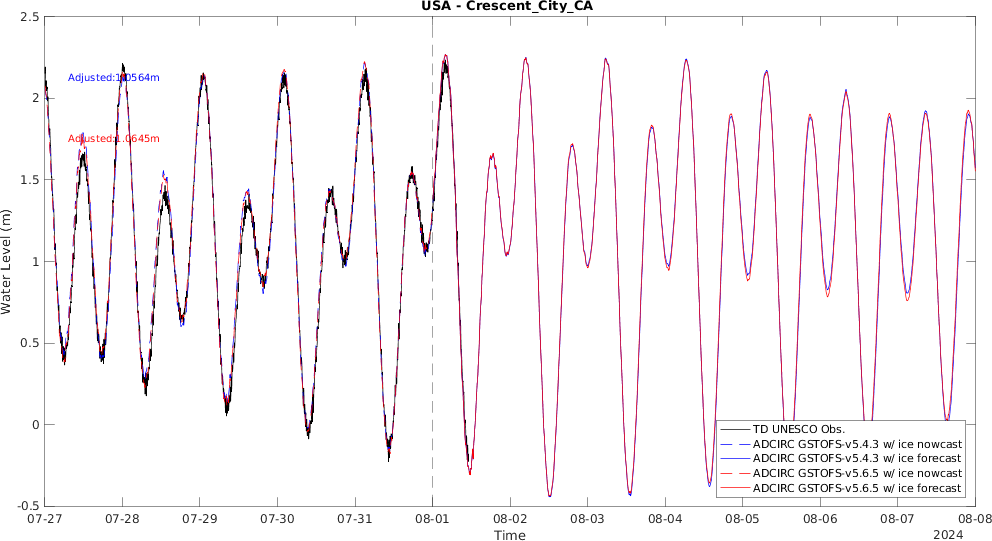 USA - Crescent_City_CA
2.5
2
1.5
1
0.5
0
-0.5
Water Level (m)
Adjusted:1.0564m
Adjusted:1.0645m
TD UNESCO Obs.
ADCIRC GSTOFS-v5.4.3 w/ ice nowcast
ADCIRC GSTOFS-v5.4.3 w/ ice forecast
ADCIRC GSTOFS-v5.6.5 w/ ice nowcast
ADCIRC GSTOFS-v5.6.5 w/ ice forecast
07-27 07-28 07-29 07-30 07-31 08-01 08-02 08-03 08-04 08-05 08-06 08-07 08-08
Time
2024